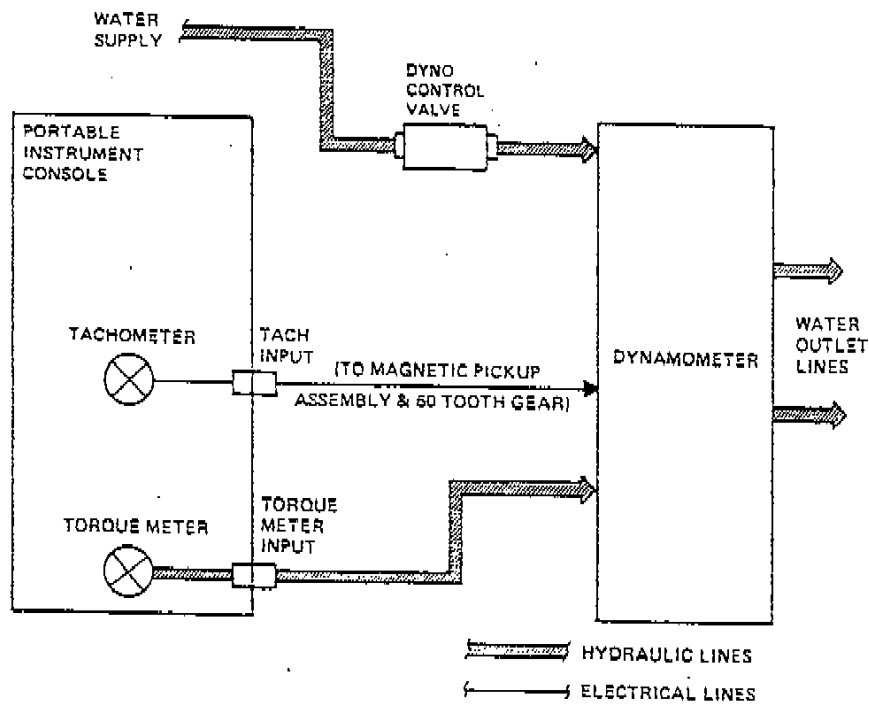 WATER
SUPPLY
DYNO
CONTROL
VALVE
PORTABLE
INSTRUMENT
CONSOLE
TACHOMETER
TACH
INPUT
(TO MAGNETIC PICKUP
ASSEMBLY & 60 TOOTH GEAR)
DYNAMOMETER
WATER
OUTLET
LINES
TORQUE METER
TORQUE
METER
INPUT
HYDRAULIC LINES
ELECTRICAL LINES